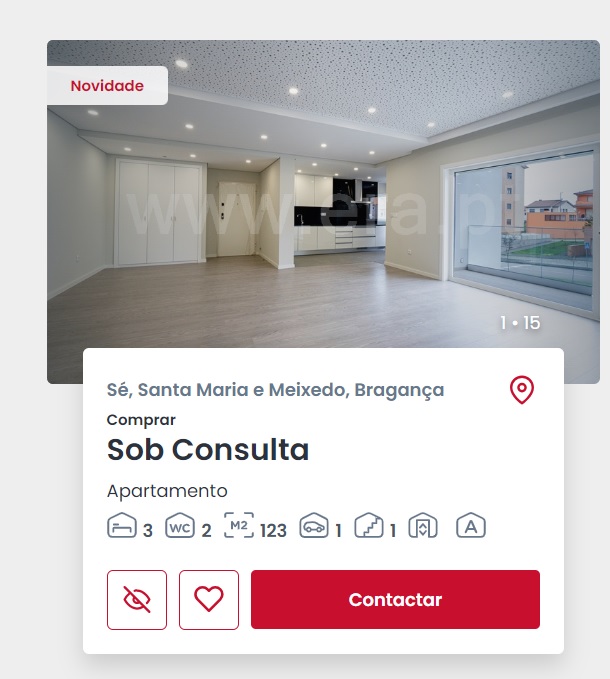 Novidade
www.era.pt
1 • 15
Sé, Santa Maria e Meixedo, Bragança
Comprar
Sob Consulta
Apartamento
3 WC 2 M2 123 1 1 A
Contactar